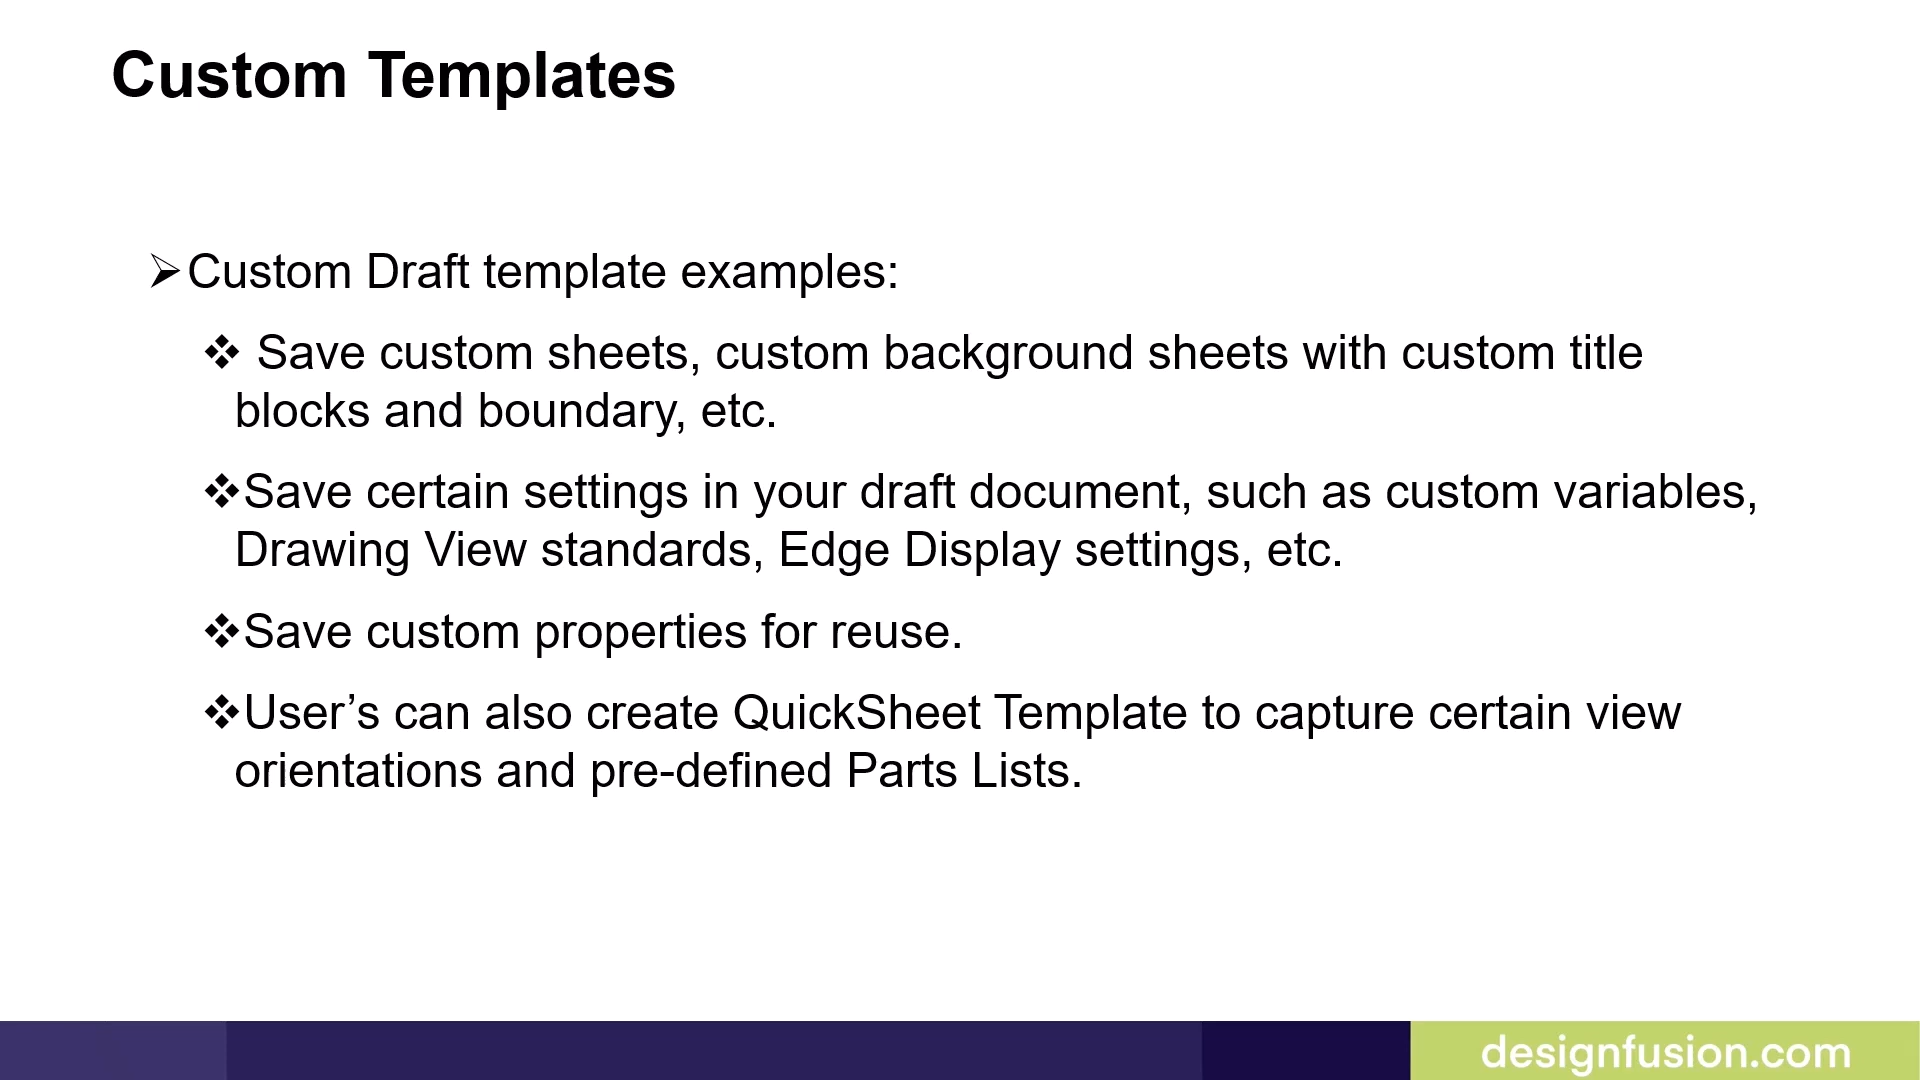 Custom Templates
➢Custom Draft template examples:
❖ Save custom sheets, custom background sheets with custom title
blocks and boundary, etc.
❖Save certain settings in your draft document, such as custom variables,
Drawing View standards, Edge Display settings, etc.
❖Save custom properties for reuse.
❖User’s can also create QuickSheet Template to capture certain view
orientations and pre-defined Parts Lists.
designfusion.com